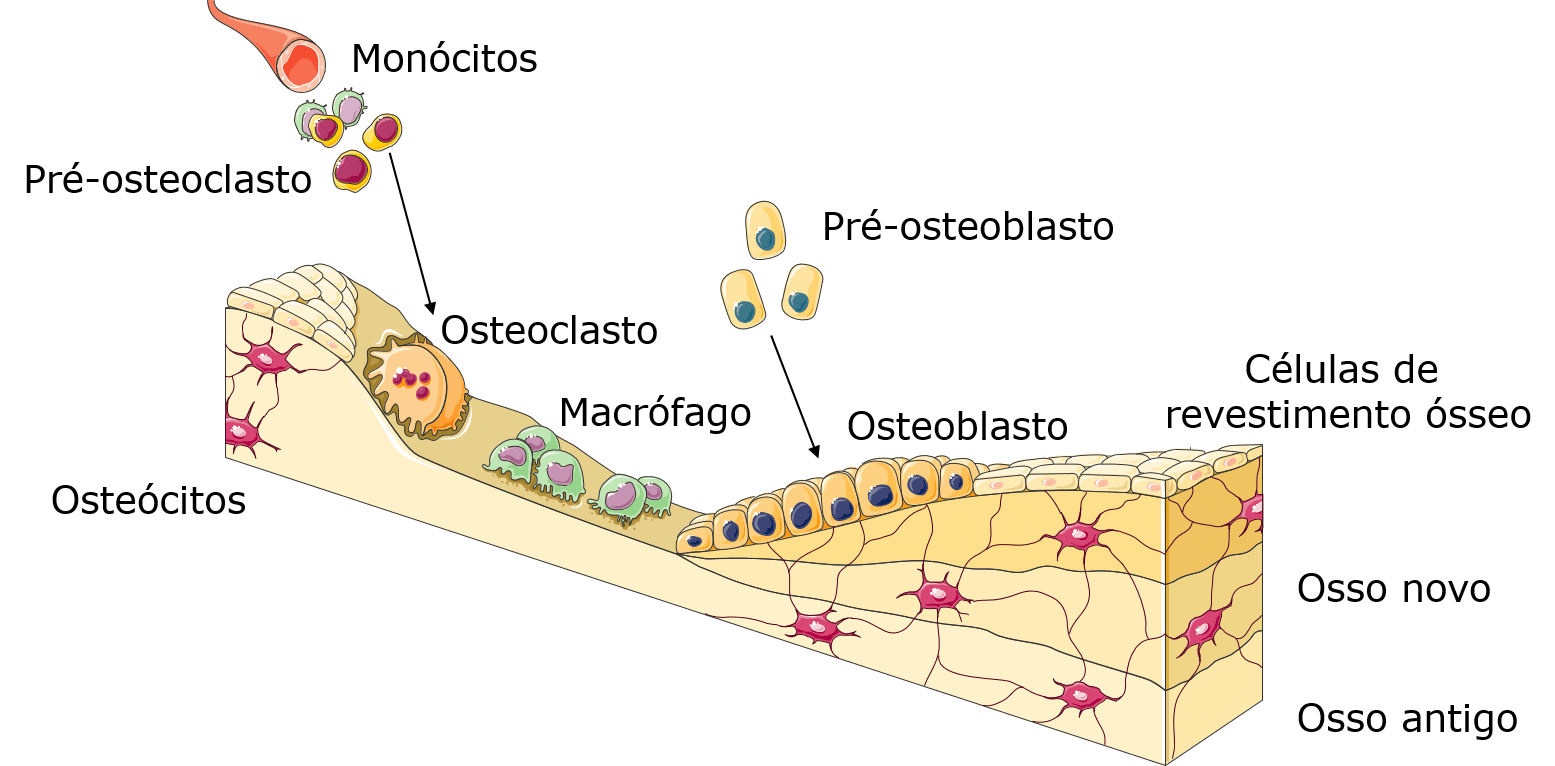 Monócitos
Pré-osteoclasto
Pré-osteoblasto
Osteoclasto
Macrófago
Osteoblasto
Células de
revestimento ósseo
Osteócitos
Osso novo
Osso antigo